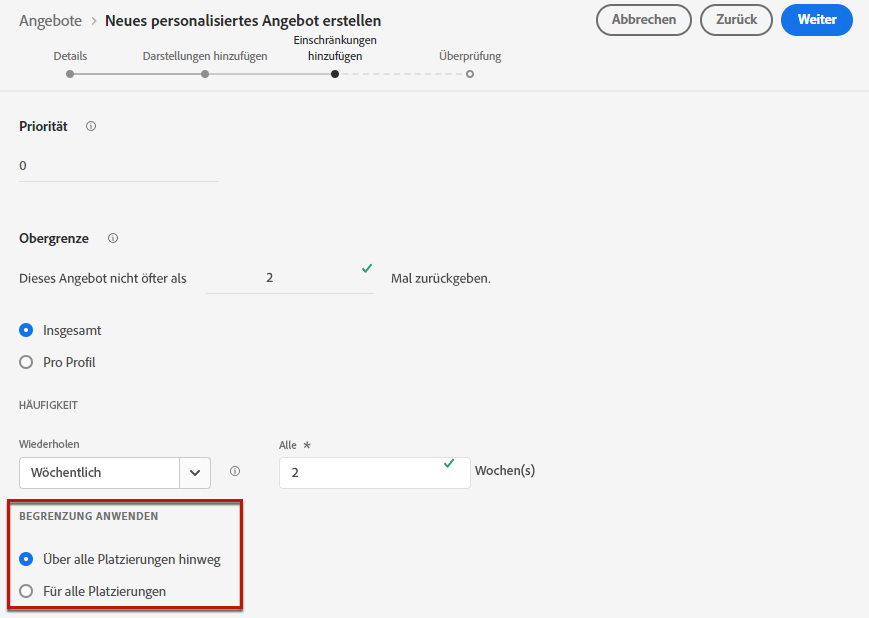 Angebote > Neues personalisiertes Angebot erstellen
Abbrechen
Zurück
Weiter
Details
Darstellungen hinzufügen
Einschränkungen
hinzufügen
Überprüfung
Priorität
0
Obergrenze
Dieses Angebot nicht öfter als 2 Mal zurückgeben.
Insgesamt
Pro Profil
HÄUFIGKEIT
Wiederholen
Alle *
Wöchentlich
2 Wochen(s)
BEGRENZUNG ANWENDEN
Über alle Platzierungen hinweg
Für alle Platzierungen